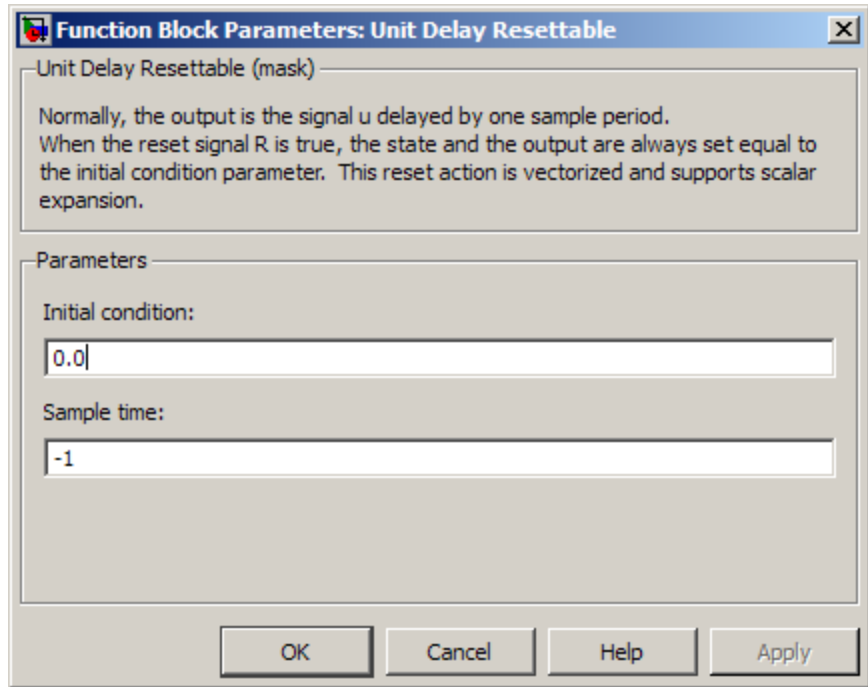 Function Block Parameters: Unit Delay Resettable
Unit Delay Resettable (mask)
Normally, the output is the signal u delayed by one sample period.
When the reset signal R is true, the state and the output are always set equal to
the initial condition parameter.  This reset action is vectorized and supports scalar
expansion.
Parameters
Initial condition:
0.0
Sample time:
-1
OK Cancel Help Apply